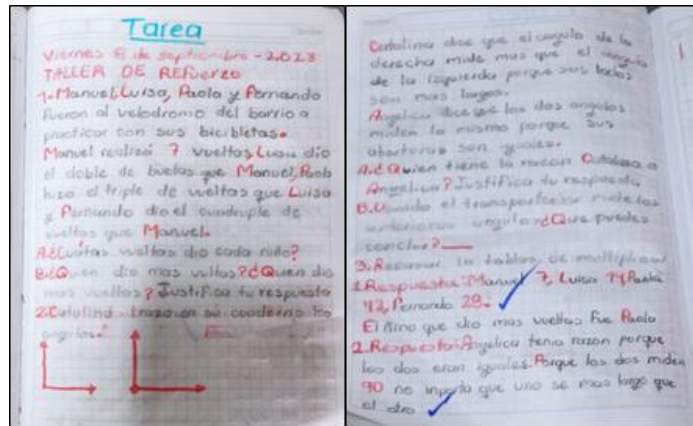 Tarea
Viernes 8 de septiembre - 2023
TALLER DE REfuerzo
1. Manuel, Luisa, Paola y Fernando
fueron al velodromo del barrio a
practicar con sus bicibletas.
Manuel realizó 7 vueltas, Luisa dio
el doble de bueltas que Manuel, Paola
hizo el triple de vueltas que Luisa
y Fernando dio el cuadruple de
vueltas que Manuel.
A. ¿Cuátas vueltas dio cada niño?
B. ¿Quien dio mas vultas? ¿Quen dio
mas vueltos? Justifica tu respuesta
2. Catalina trazo en su cuaderno los
angulos.
Catalina dice que el angulo de la
derecha mide mas que el angulo
de la izquierda porque sus lados
son mas largos.
Angelica dice que los dos angulos
miden lo mismo porque sus
aberturas son iguales.
A. ¿Quien tiene la razon Catalina o
Angelica? Justifica tu respuesta
B. Usando el transportador mide los
anteriores angulos ¿Que puedes
concluir? ___
3. Repasar la tablas de multiplicar
1. Respuesta: Manuel 7, Luisa 14, Paola
42, Fernando 28.
El niño que dio mas vueltas fue Paola
2. Respuesta: Angelica tenia razon porque
los dos eran iguales. Porque los dos miden
90 no importa que uno se mas largo que
el otro